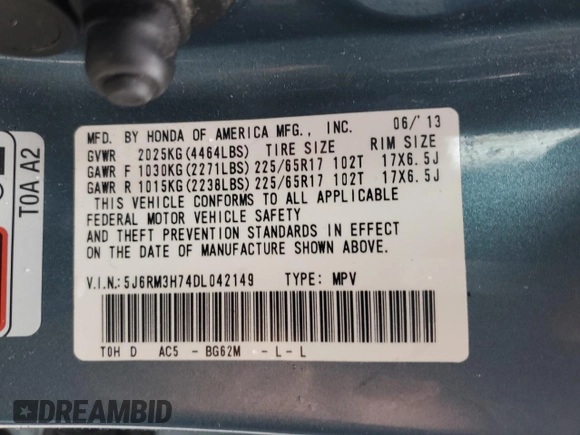 MFD. BY HONDA OF AMERICA MFG., INC. 06/'13
GVWR 2025KG(4464LBS) TIRE SIZE RIM SIZE
GAWR F 1030KG(2271LBS) 225/65R17 102T 17X6.5J
GAWR R 1015KG(2238LBS) 225/65R17 102T 17X6.5J
THIS VEHICLE CONFORMS TO ALL APPLICABLE
FEDERAL MOTOR VEHICLE SAFETY
AND THEFT PREVENTION STANDARDS IN EFFECT
ON THE DATE OF MANUFACTURE SHOWN ABOVE.
V.I.N.: 5J6RM3H74DL042149 TYPE: MPV
T0H D AC5 - BG62M - L - L
T0A A2
DREAMBID